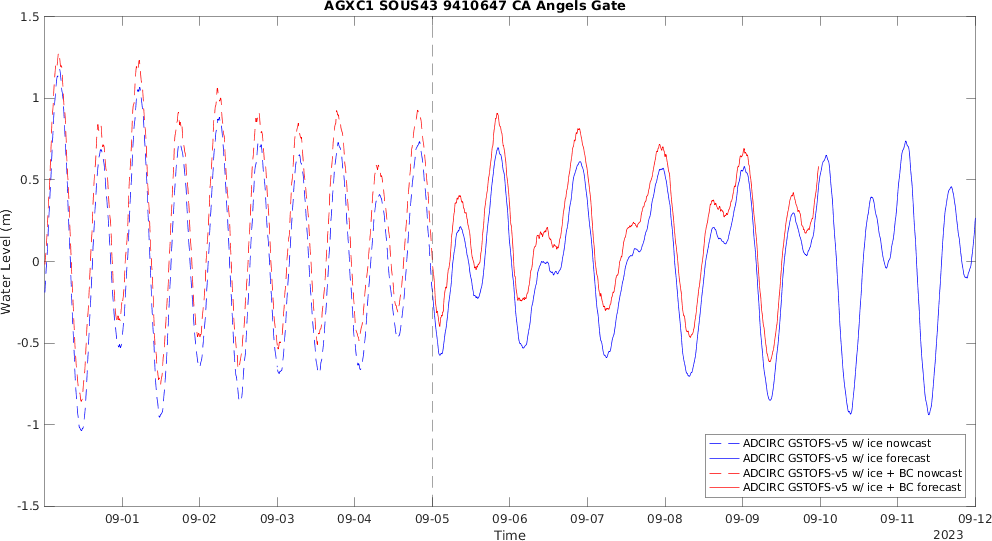 AGXC1 SOUS43 9410647 CA Angels Gate
1.5
1
0.5
0
-0.5
-1
-1.5
Water Level (m)
ADCIRC GSTOFS-v5 w/ ice nowcast
ADCIRC GSTOFS-v5 w/ ice forecast
ADCIRC GSTOFS-v5 w/ ice + BC nowcast
ADCIRC GSTOFS-v5 w/ ice + BC forecast
09-01 09-02 09-03 09-04 09-05 09-06 09-07 09-08 09-09 09-10 09-11 09-12
Time
2023